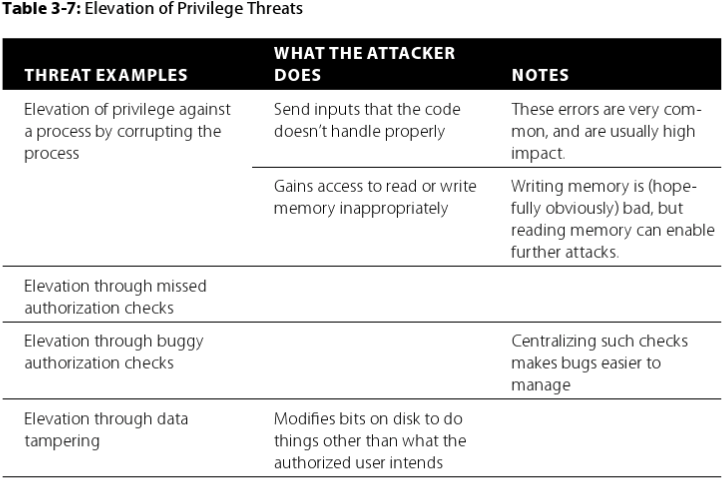 Table 3-7: Elevation of Privilege Threats
THREAT EXAMPLES
WHAT THE ATTACKER
DOES
NOTES
Elevation of privilege against
a process by corrupting the
process
Send inputs that the code
doesn't handle properly
These errors are very com-
mon, and are usually high
impact.
Gains access to read or write
memory inappropriately
Writing memory is (hope-
fully obviously) bad, but
reading memory can enable
further attacks.
Elevation through missed
authorization checks
Elevation through buggy
authorization checks
Centralizing such checks
makes bugs easier to
manage
Elevation through data
tampering
Modifies bits on disk to do
things other than what the
authorized user intends